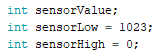 int sensorValue;
int sensorLow = 1023;
int sensorHigh = 0;